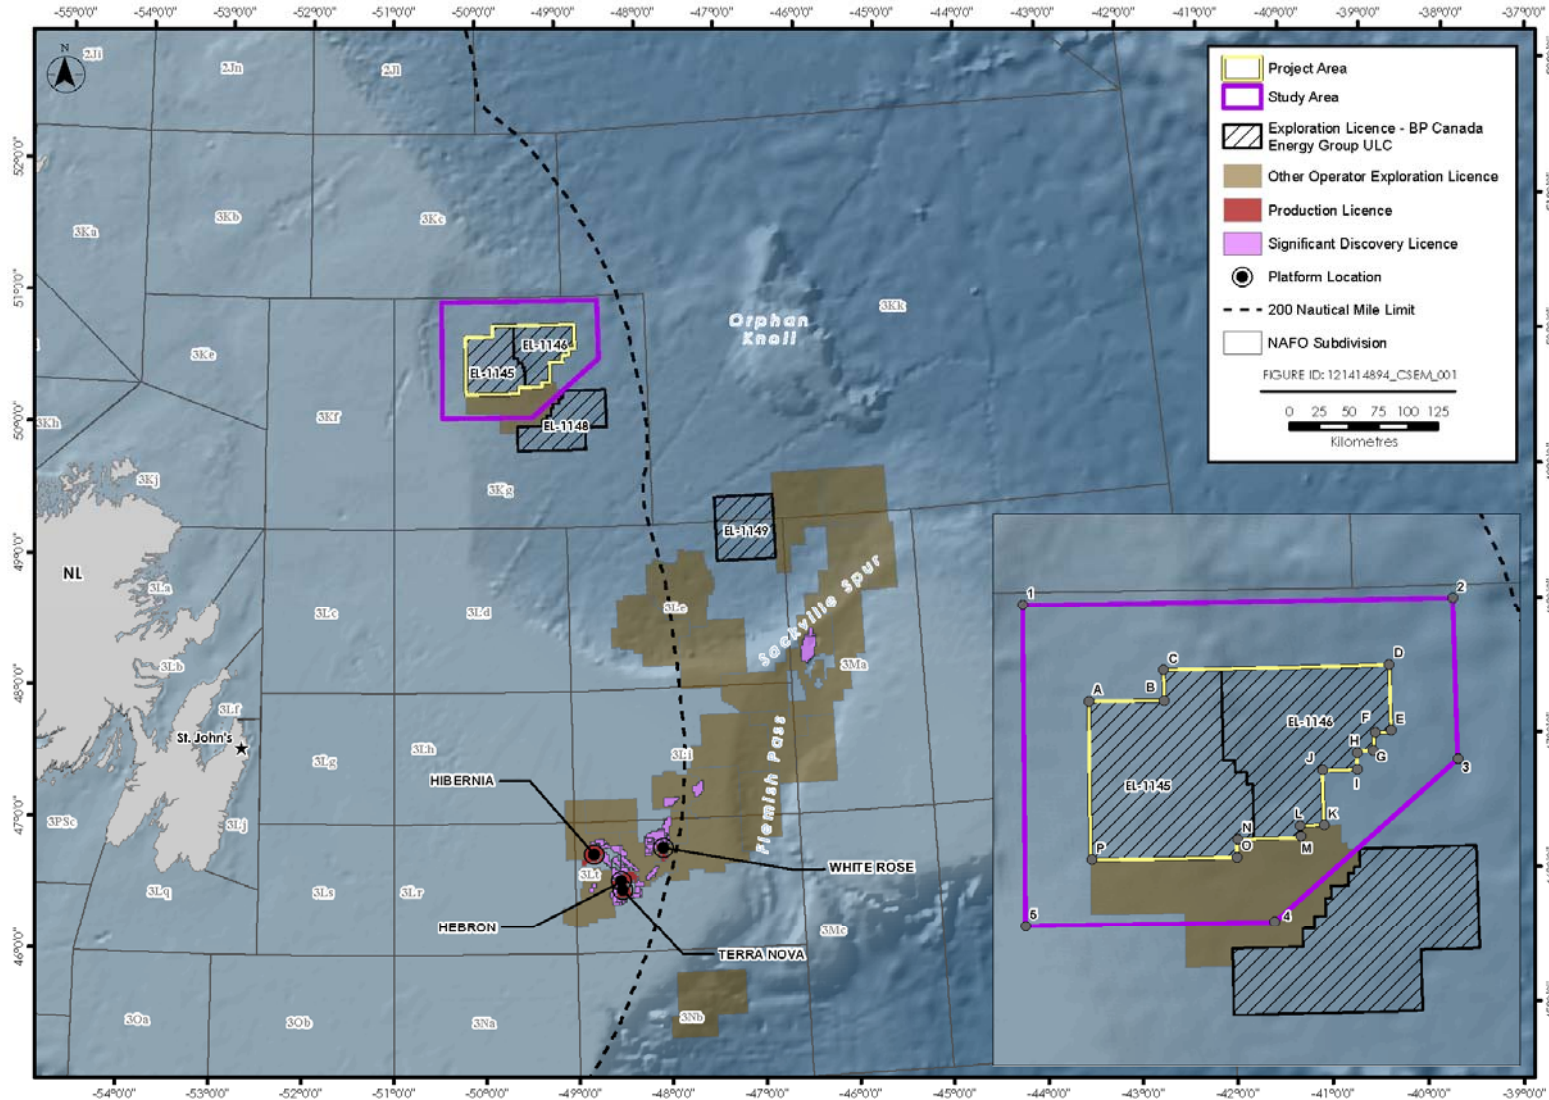 -55°0'0" -54°0'0" -53°0'0" -52°0'0" -51°0'0" -50°0'0" -49°0'0" -48°0'0" -47°0'0" -46°0'0" -45°0'0" -44°0'0" -43°0'0" -42°0'0" -41°0'0" -40°0'0" -39°0'0" -38°0'0" -37°0'0"
N
2Ji
2Jn
2Jl
52°0'0"
3Ka
3Kb
3Kc
51°0'0"
3Kk
Orphan
Knoll
3Ke
EL-1146
EL-1145
3Kf
50°0'0"
3Kh
EL-1148
3Kj
3Kg
EL-1149
49°0'0"
NL
3La
3Lc
3Ld
3Le
Sackville Spur
3Lb
3Ma
48°0'0"
3Lf
St. John's
3Lg
3Lh
3Li
Flemish Pass
HIBERNIA
47°0'0"
3PSc
3Lj
WHITE ROSE
3Lt
3Lq
3Ls
3Lr
HEBRON
3Mc
TERRA NOVA
46°0'0"
3Oa
3Ob
3Na
3Nb
-54°0'0" -53°0'0" -52°0'0" -51°0'0" -50°0'0" -49°0'0" -48°0'0" -47°0'0" -46°0'0" -45°0'0" -44°0'0" -43°0'0" -42°0'0" -41°0'0" -40°0'0" -39°0'0"
Project Area
Study Area
Exploration Licence - BP Canada
Energy Group ULC
Other Operator Exploration Licence
Production Licence
Significant Discovery Licence
Platform Location
200 Nautical Mile Limit
NAFO Subdivision
FIGURE ID: 121414894_CSEM_001
0 25 50 75 100 125
Kilometres
1
2
C
D
A
B
F
E
EL-1146
H
G
J
I
3
EL-1145
L
K
N
M
O
P
5
4